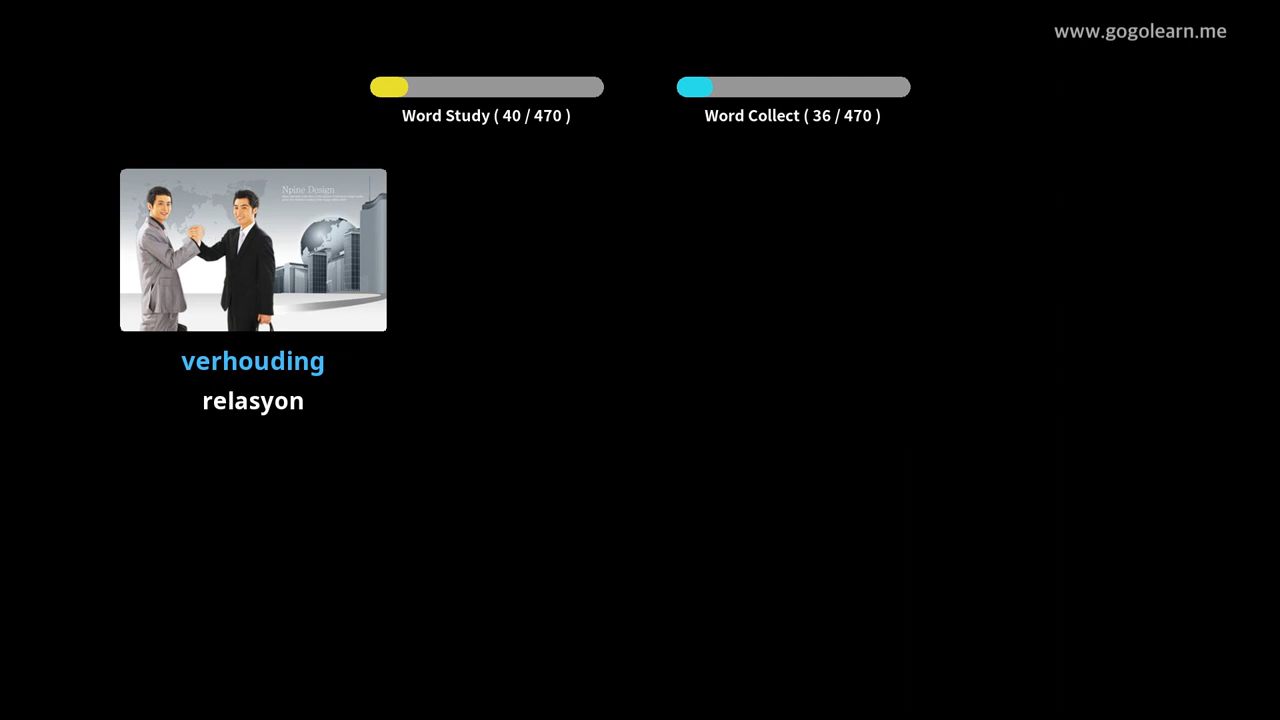 www.gogolearn.me
Word Study ( 40 / 470 )
Word Collect ( 36 / 470 )
Npine Design
verhouding
relasyon